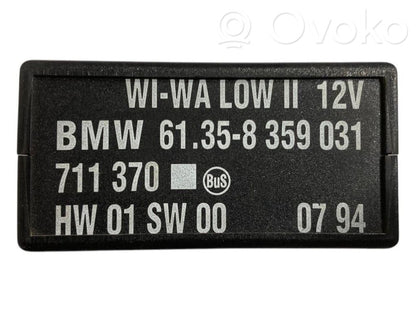 Ovoko
WI-WA LOW II 12V
BMW 61.35-8 359 031
711 370 BUS
HW 01 SW 00 07 94